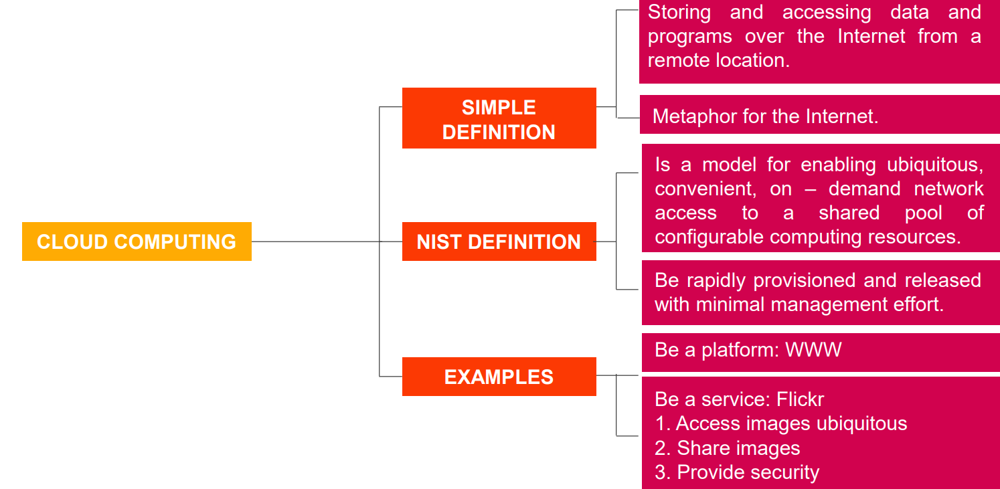 CLOUD COMPUTING
SIMPLE
DEFINITION
Storing and accessing data and
programs over the Internet from a
remote location.
Metaphor for the Internet.
NIST DEFINITION
Is a model for enabling ubiquitous,
convenient, on – demand network
access to a shared pool of
configurable computing resources.
Be rapidly provisioned and released
with minimal management effort.
EXAMPLES
Be a platform: WWW
Be a service: Flickr
1. Access images ubiquitous
2. Share images
3. Provide security